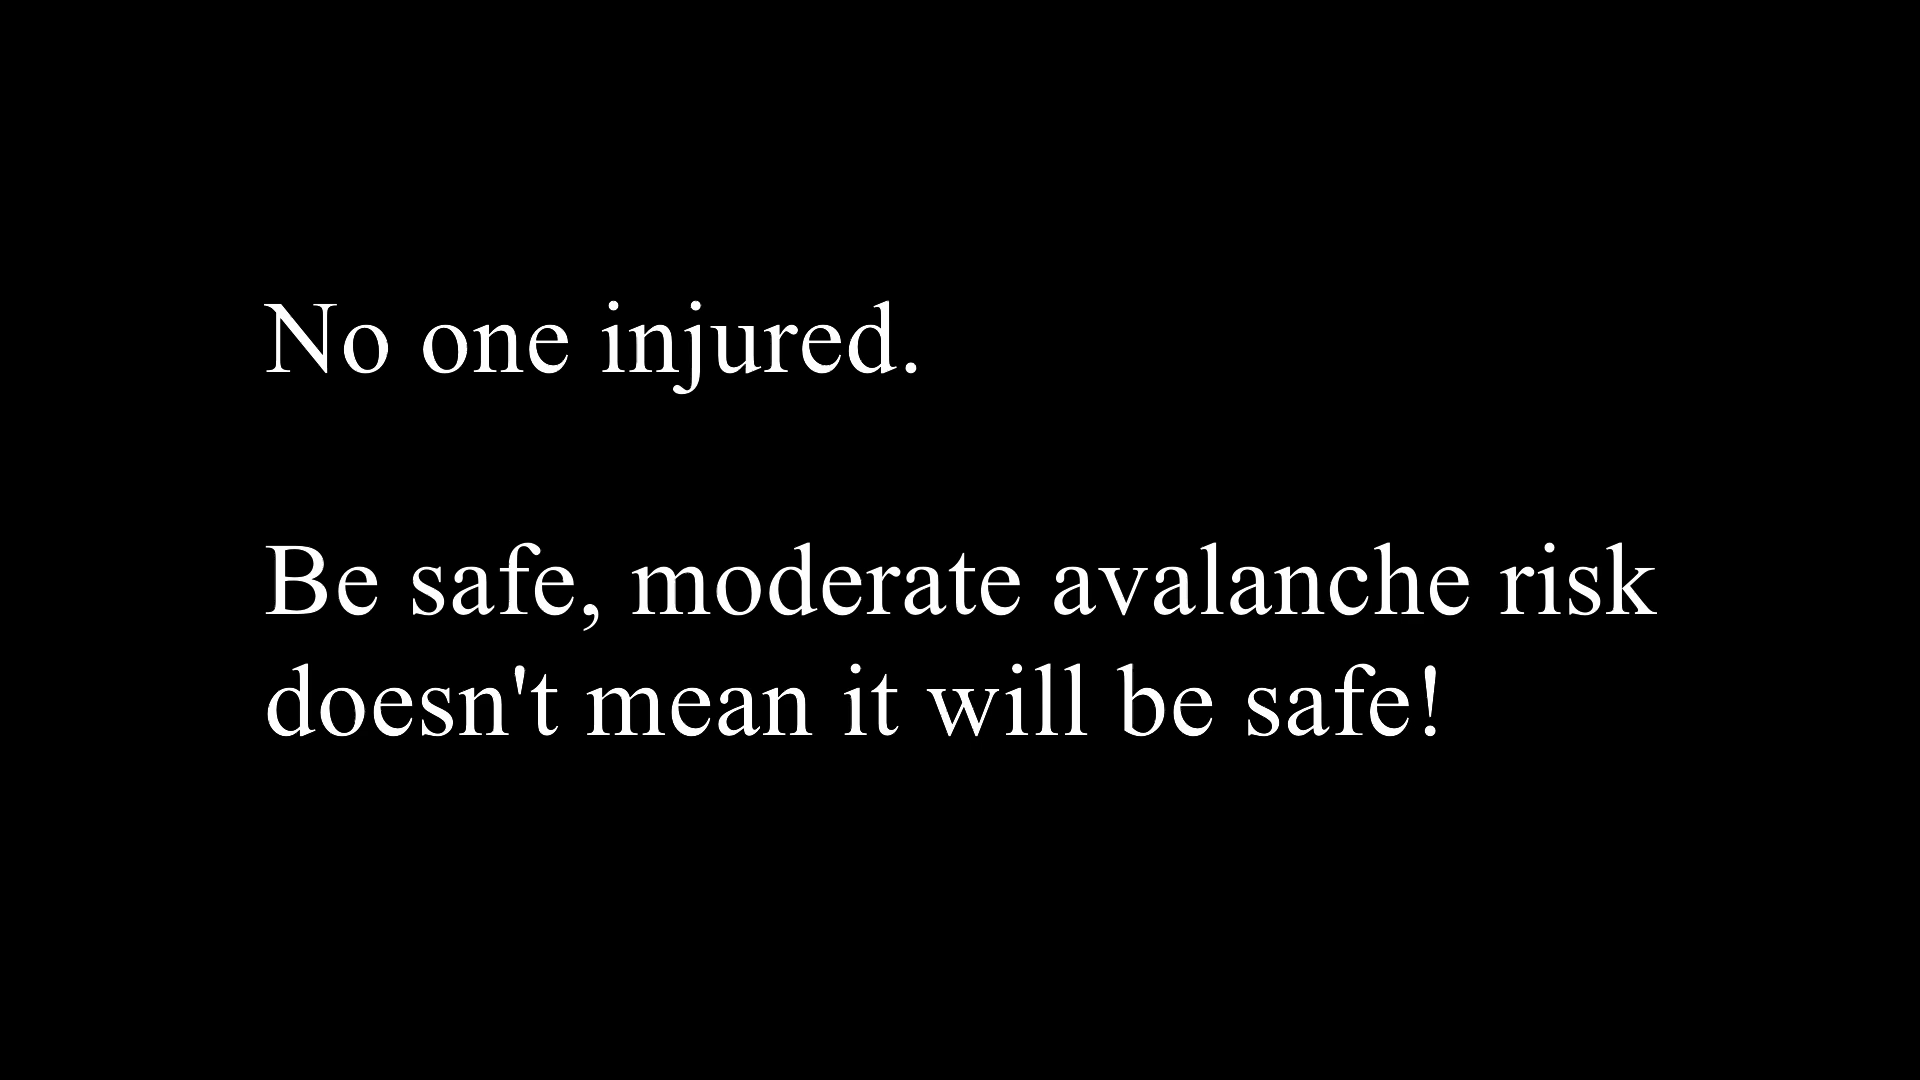 No one injured.
Be safe, moderate avalanche risk
doesn't mean it will be safe!